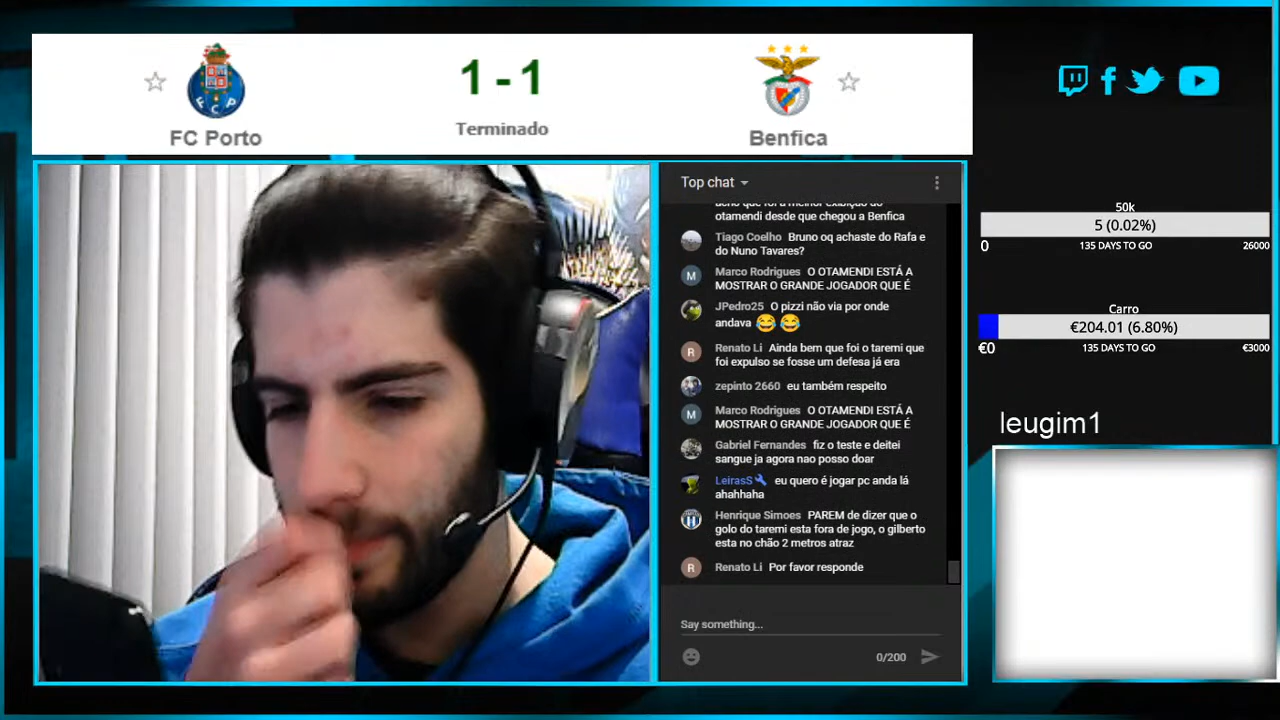 1 - 1
Terminado
FC Porto
Benfica
FCP
Top chat
acho que foi a melhor exibição do
otamendi desde que chegou a Benfica
Tiago Coelho Bruno oq achaste do Rafa e
do Nuno Tavares?
M Marco Rodrigues O OTAMENDI ESTÁ A
MOSTRAR O GRANDE JOGADOR QUE É
JPedro25 O pizzi não via por onde
andava 😂 😂
R Renato Li Ainda bem que foi o taremi que
foi expulso se fosse um defesa já era
zepinto 2660 eu também respeito
M Marco Rodrigues O OTAMENDI ESTÁ A
MOSTRAR O GRANDE JOGADOR QUE É
Gabriel Fernandes fiz o teste e deitei
sangue ja agora nao posso doar
LeirasS eu quero é jogar pc anda lá
ahahhaha
Henrique Simoes PAREM de dizer que o
golo do taremi esta fora de jogo, o gilberto
esta no chão 2 metros atraz
R Renato Li Por favor responde
Say something...
0/200
50k
5 (0.02%)
0 135 DAYS TO GO 26000
Carro
€204.01 (6.80%)
€0 135 DAYS TO GO €3000
leugim1